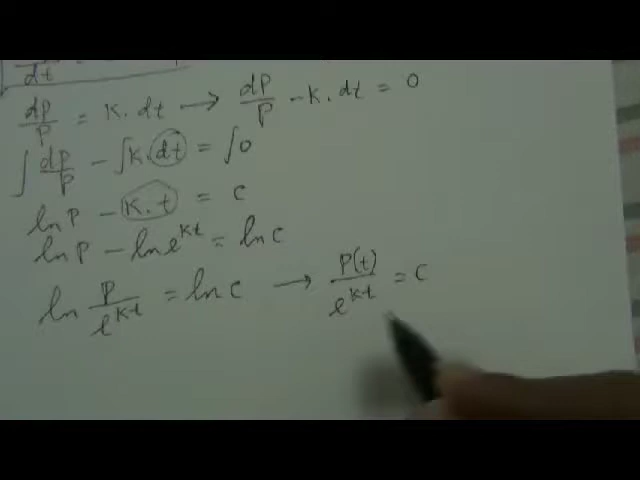 dt
dP/P = K. dt → dP/P - K. dt = 0
∫ dP/P - ∫K. dt = ∫0
ln P - K. t = c
ln P - ln e^kt = ln c
ln P/e^kt = ln c → P(t)/e^kt = c